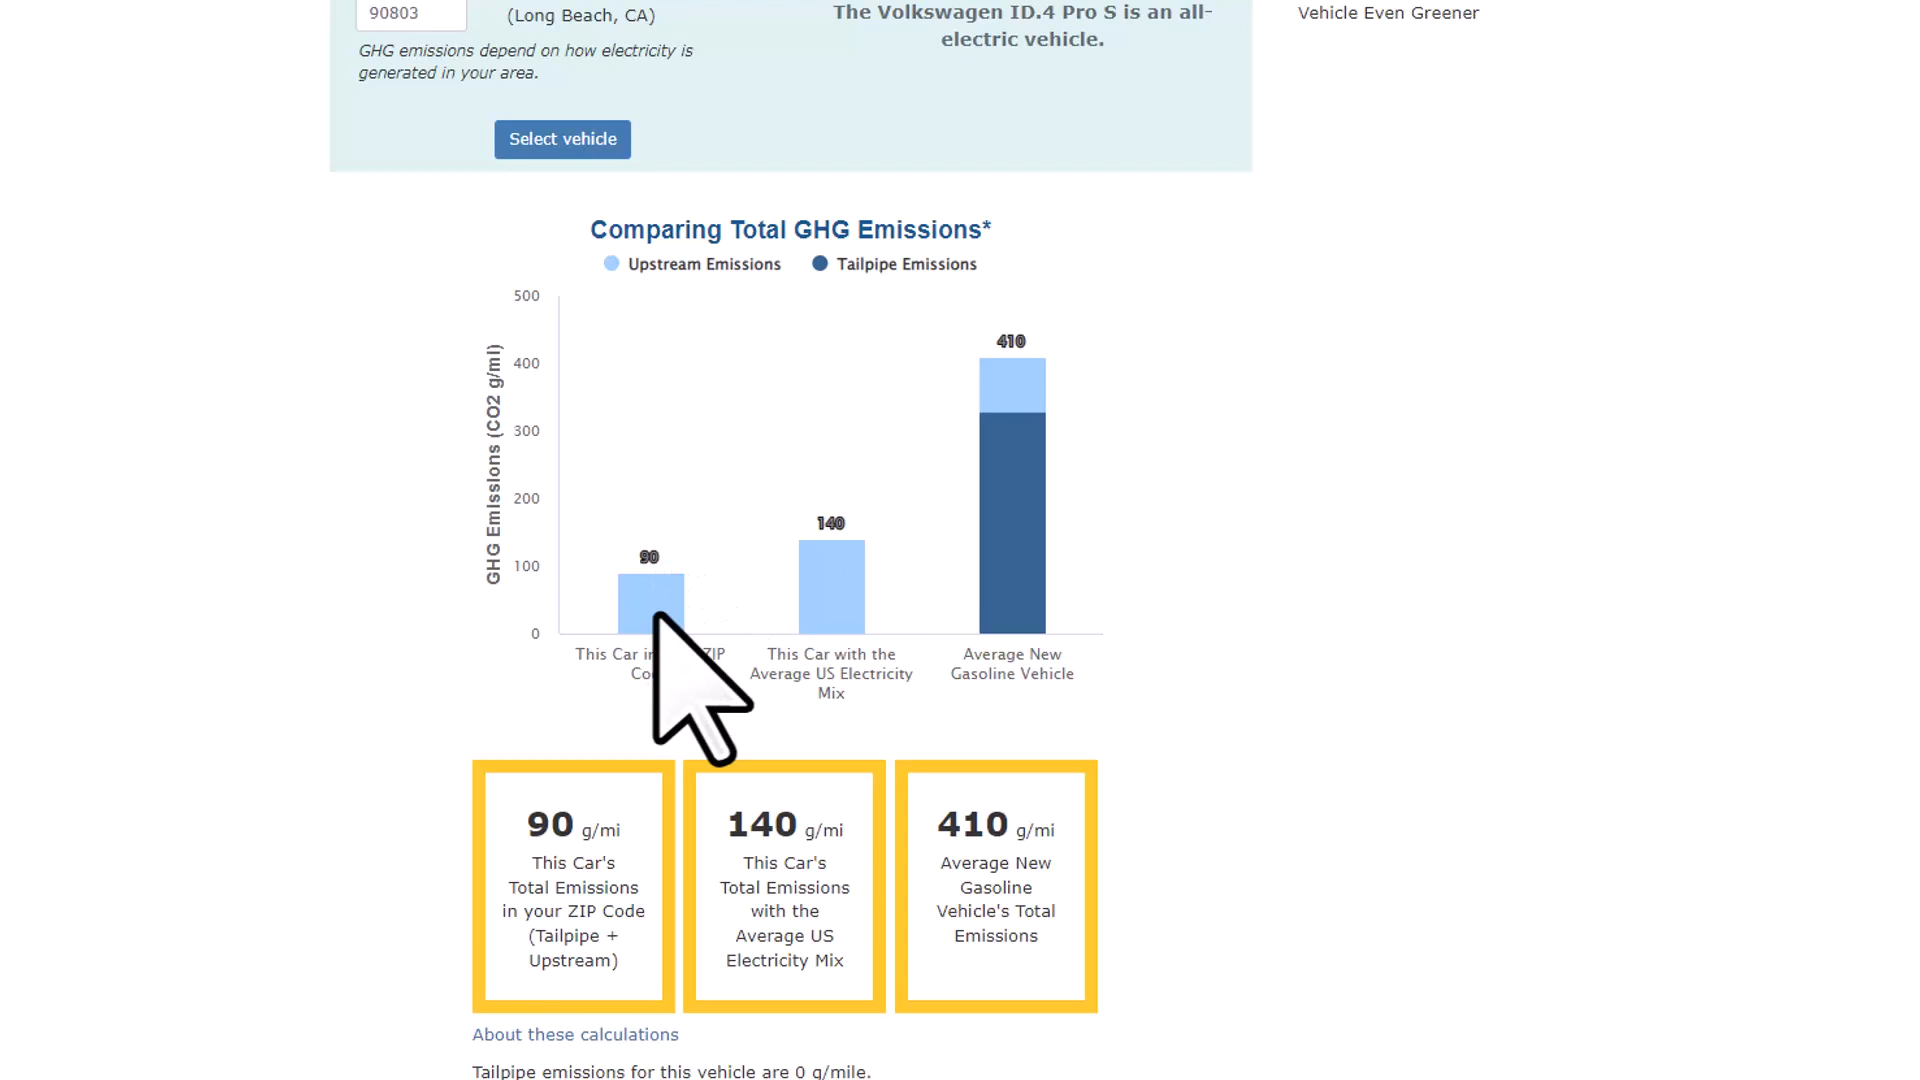 90803
(Long Beach, CA)
GHG emissions depend on how electricity is
generated in your area.
Select vehicle
The Volkswagen ID.4 Pro S is an all-
electric vehicle.
Vehicle Even Greener
Comparing Total GHG Emissions*
Upstream Emissions
Tailpipe Emissions
GHG Emissions (CO2 g/mi)
500
400
300
200
100
0
90
140
410
This Car ZIP
This Car with the
Average US Electricity
Mix
Average New
Gasoline Vehicle
90 g/mi
This Car's
Total Emissions
in your ZIP Code
(Tailpipe +
Upstream)
140 g/mi
This Car's
Total Emissions
with the
Average US
Electricity Mix
410 g/mi
Average New
Gasoline
Vehicle's Total
Emissions
About these calculations
Tailpipe emissions for this vehicle are 0 g/mile.